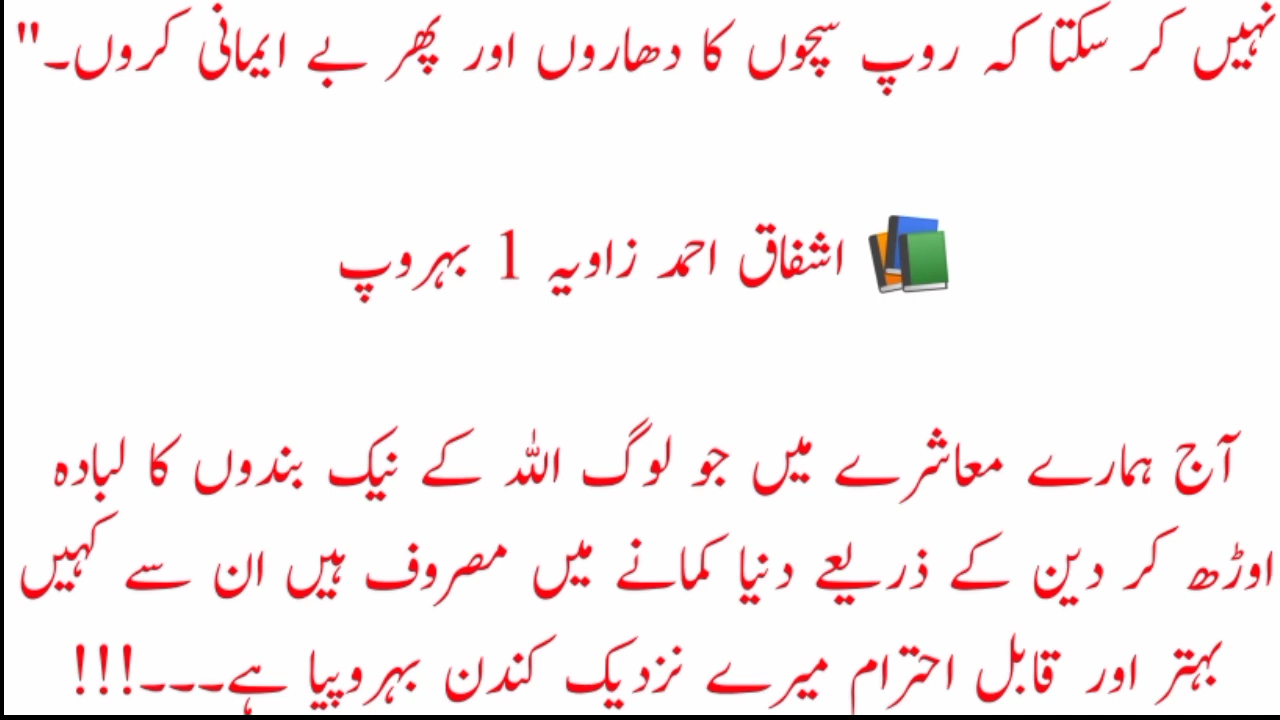 نہیں کر سکتا کہ روپ سچوں کا دھاروں اور پھر بے ایمانی کروں۔"
📚 اشفاق احمد زاویہ 1 بہروپ
آج ہمارے معاشرے میں جو لوگ اللہ کے نیک بندوں کا لبادہ
اوڑھ کر دین کے ذریعے دنیا کمانے میں مصروف ہیں ان سے کہیں
بہتر اور قابل احترام میرے نزدیک کندن بہروپیا ہے۔۔۔!!!